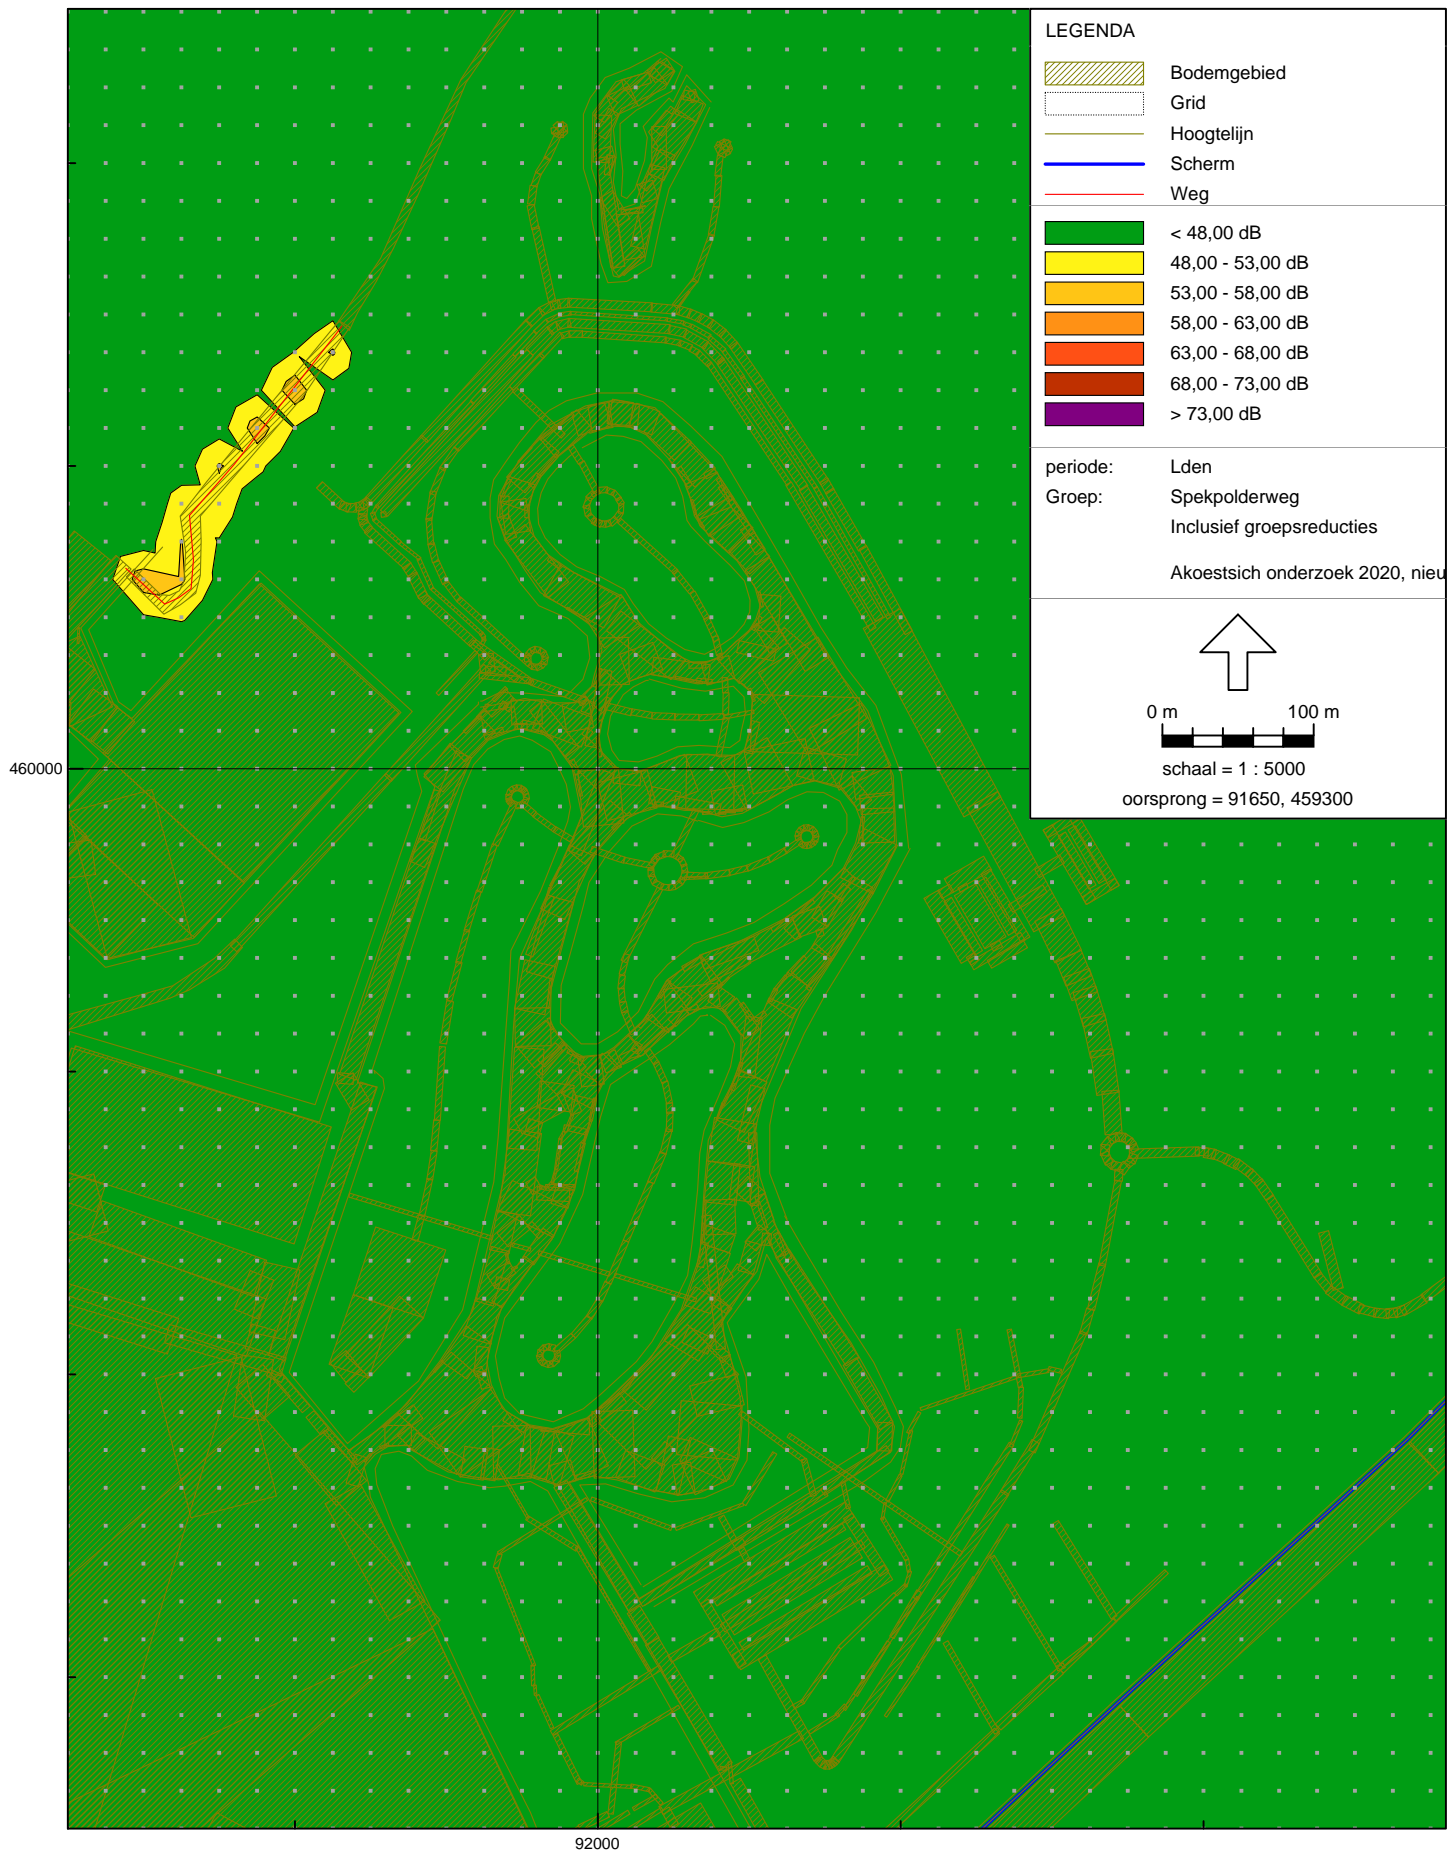 LEGENDA
Bodemgebied
Grid
Hoogtelijn
Scherm
Weg
< 48,00 dB
48,00 - 53,00 dB
53,00 - 58,00 dB
58,00 - 63,00 dB
63,00 - 68,00 dB
68,00 - 73,00 dB
> 73,00 dB
periode: Lden
Groep: Spekpolderweg
Inclusief groepsreducties
Akoestsich onderzoek 2020, nieu
0 m 100 m
schaal = 1 : 5000
oorsprong = 91650, 459300
460000
92000